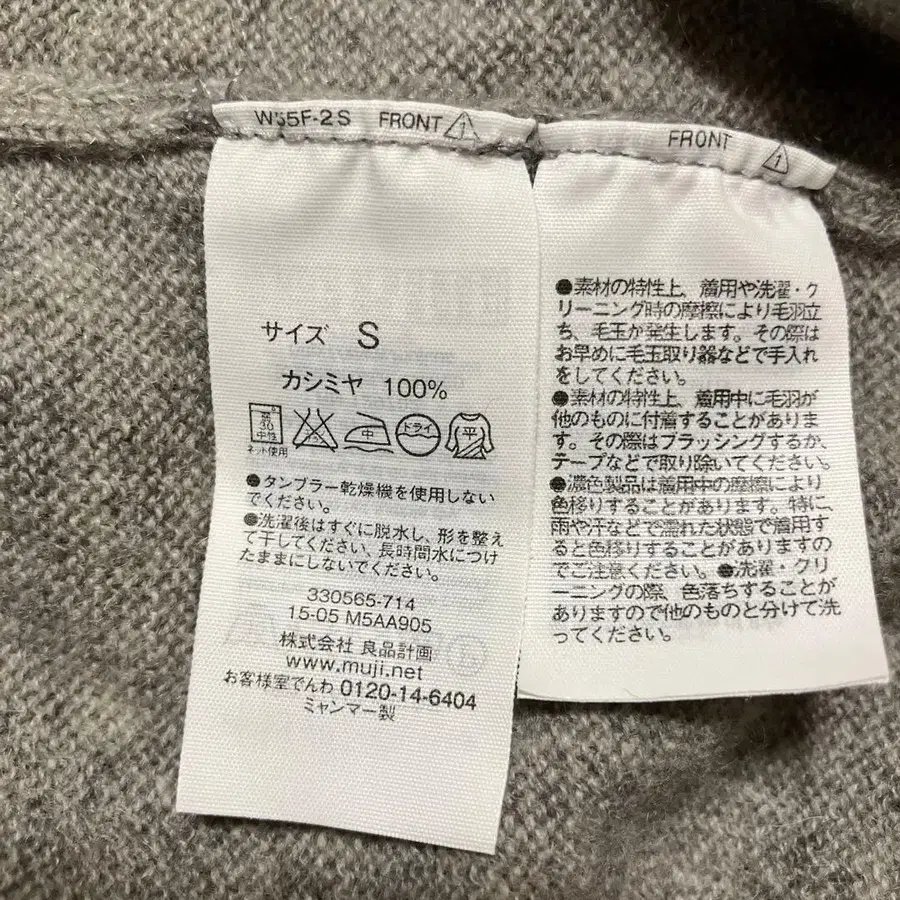 W55F-2S FRONT 1
サイズ S
カシミヤ 100%
中性 中 ドライ 平
ネット使用
●タンブラー乾燥機を使用しない
でください。
●洗濯後はすぐに脱水し、形を整え
て干してください、長時間水につけ
たままにしないでください。
330565-714
15-05 M5AA905
株式会社 良品計画
www.muji.net
お客様室でんわ 0120-14-6404
ミャンマー製
FRONT 1
●素材の特性上、着用や洗濯・ク
リーニング時の摩擦により毛羽立
ち、毛玉が発生します。その際は
お早めに毛玉取り器などで手入れ
をしてください。
●素材の特性上、着用中に毛羽が
他のものに付着することがありま
す。その際はブラッシングするか、
テープなどで取り除いてください。
●濃色製品は着用中の摩擦により
色移りすることがあります。特に、
雨や汗などで濡れた状態で着用す
ると色移りすることがありますの
でご注意ください。●洗濯・クリ
ーニングの際、色落ちすることが
ありますので他のものと分けて洗
ってください。